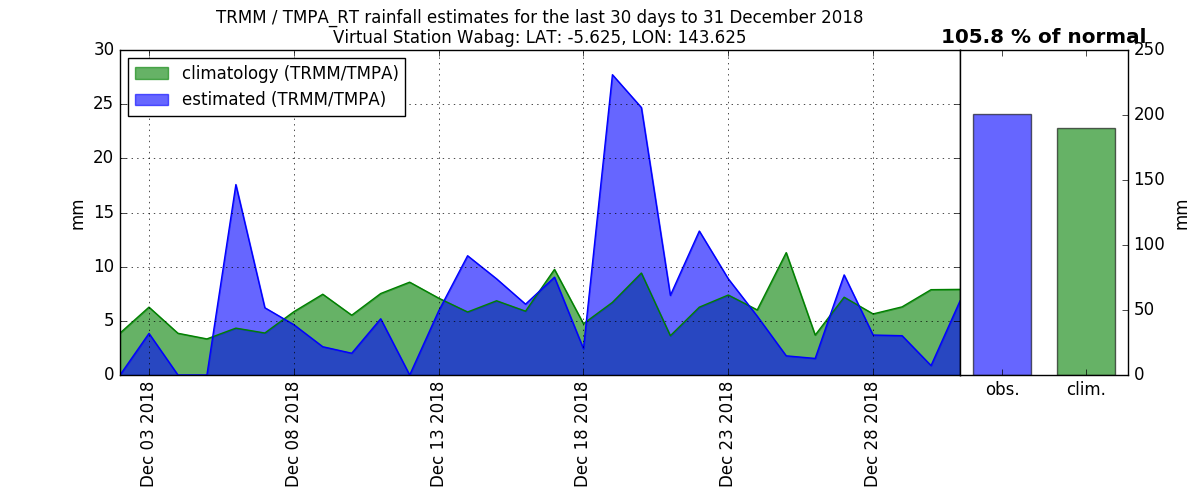 TRMM / TMPA_RT rainfall estimates for the last 30 days to 31 December 2018
Virtual Station Wabag: LAT: -5.625, LON: 143.625
105.8 % of normal
climatology (TRMM/TMPA)
estimated (TRMM/TMPA)
30
25
20
15
10
5
0
mm
Dec 03 2018
Dec 08 2018
Dec 13 2018
Dec 18 2018
Dec 23 2018
Dec 28 2018
obs.
clim.
250
200
150
100
50
0
mm